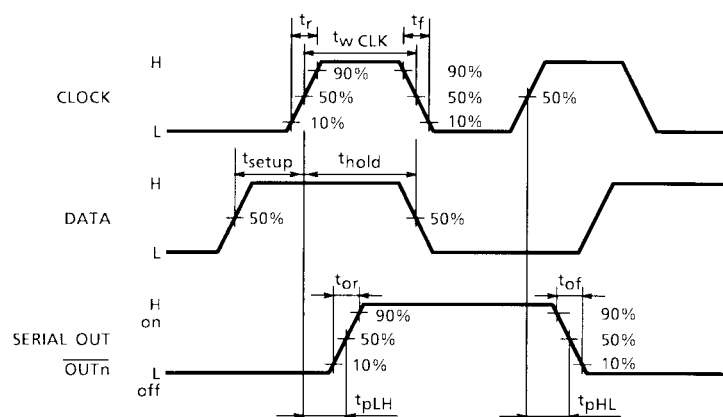 tr
tf
tw CLK
H
90%
90%
CLOCK
50%
50%
50%
10%
10%
L
tsetup
thold
H
DATA
50%
50%
L
tor
tof
H
on
90%
90%
SERIAL OUT
50%
50%
OUTn
10%
10%
L
off
tpLH
tpHL